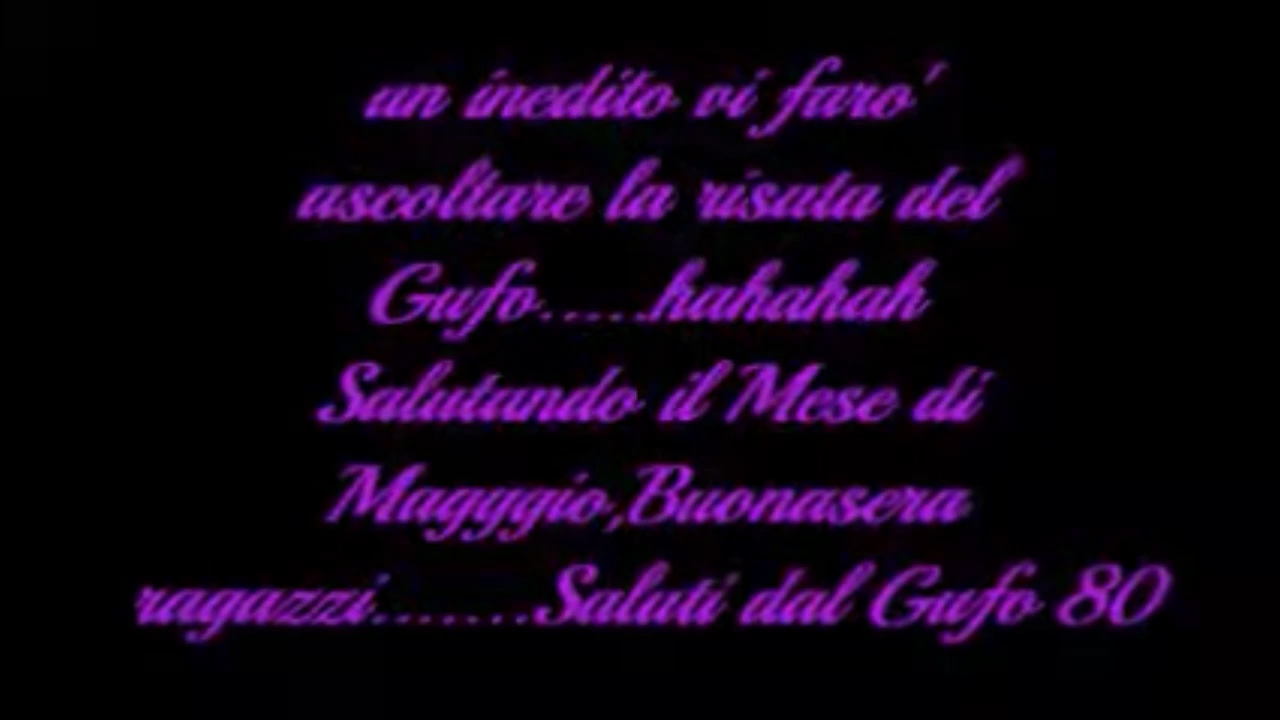 un inedito vi faro'
ascoltare la risata del
Gufo......hahahah
Salutando il Mese di
Magggio,Buonasera
ragazzi.......Saluti dal Gufo 80